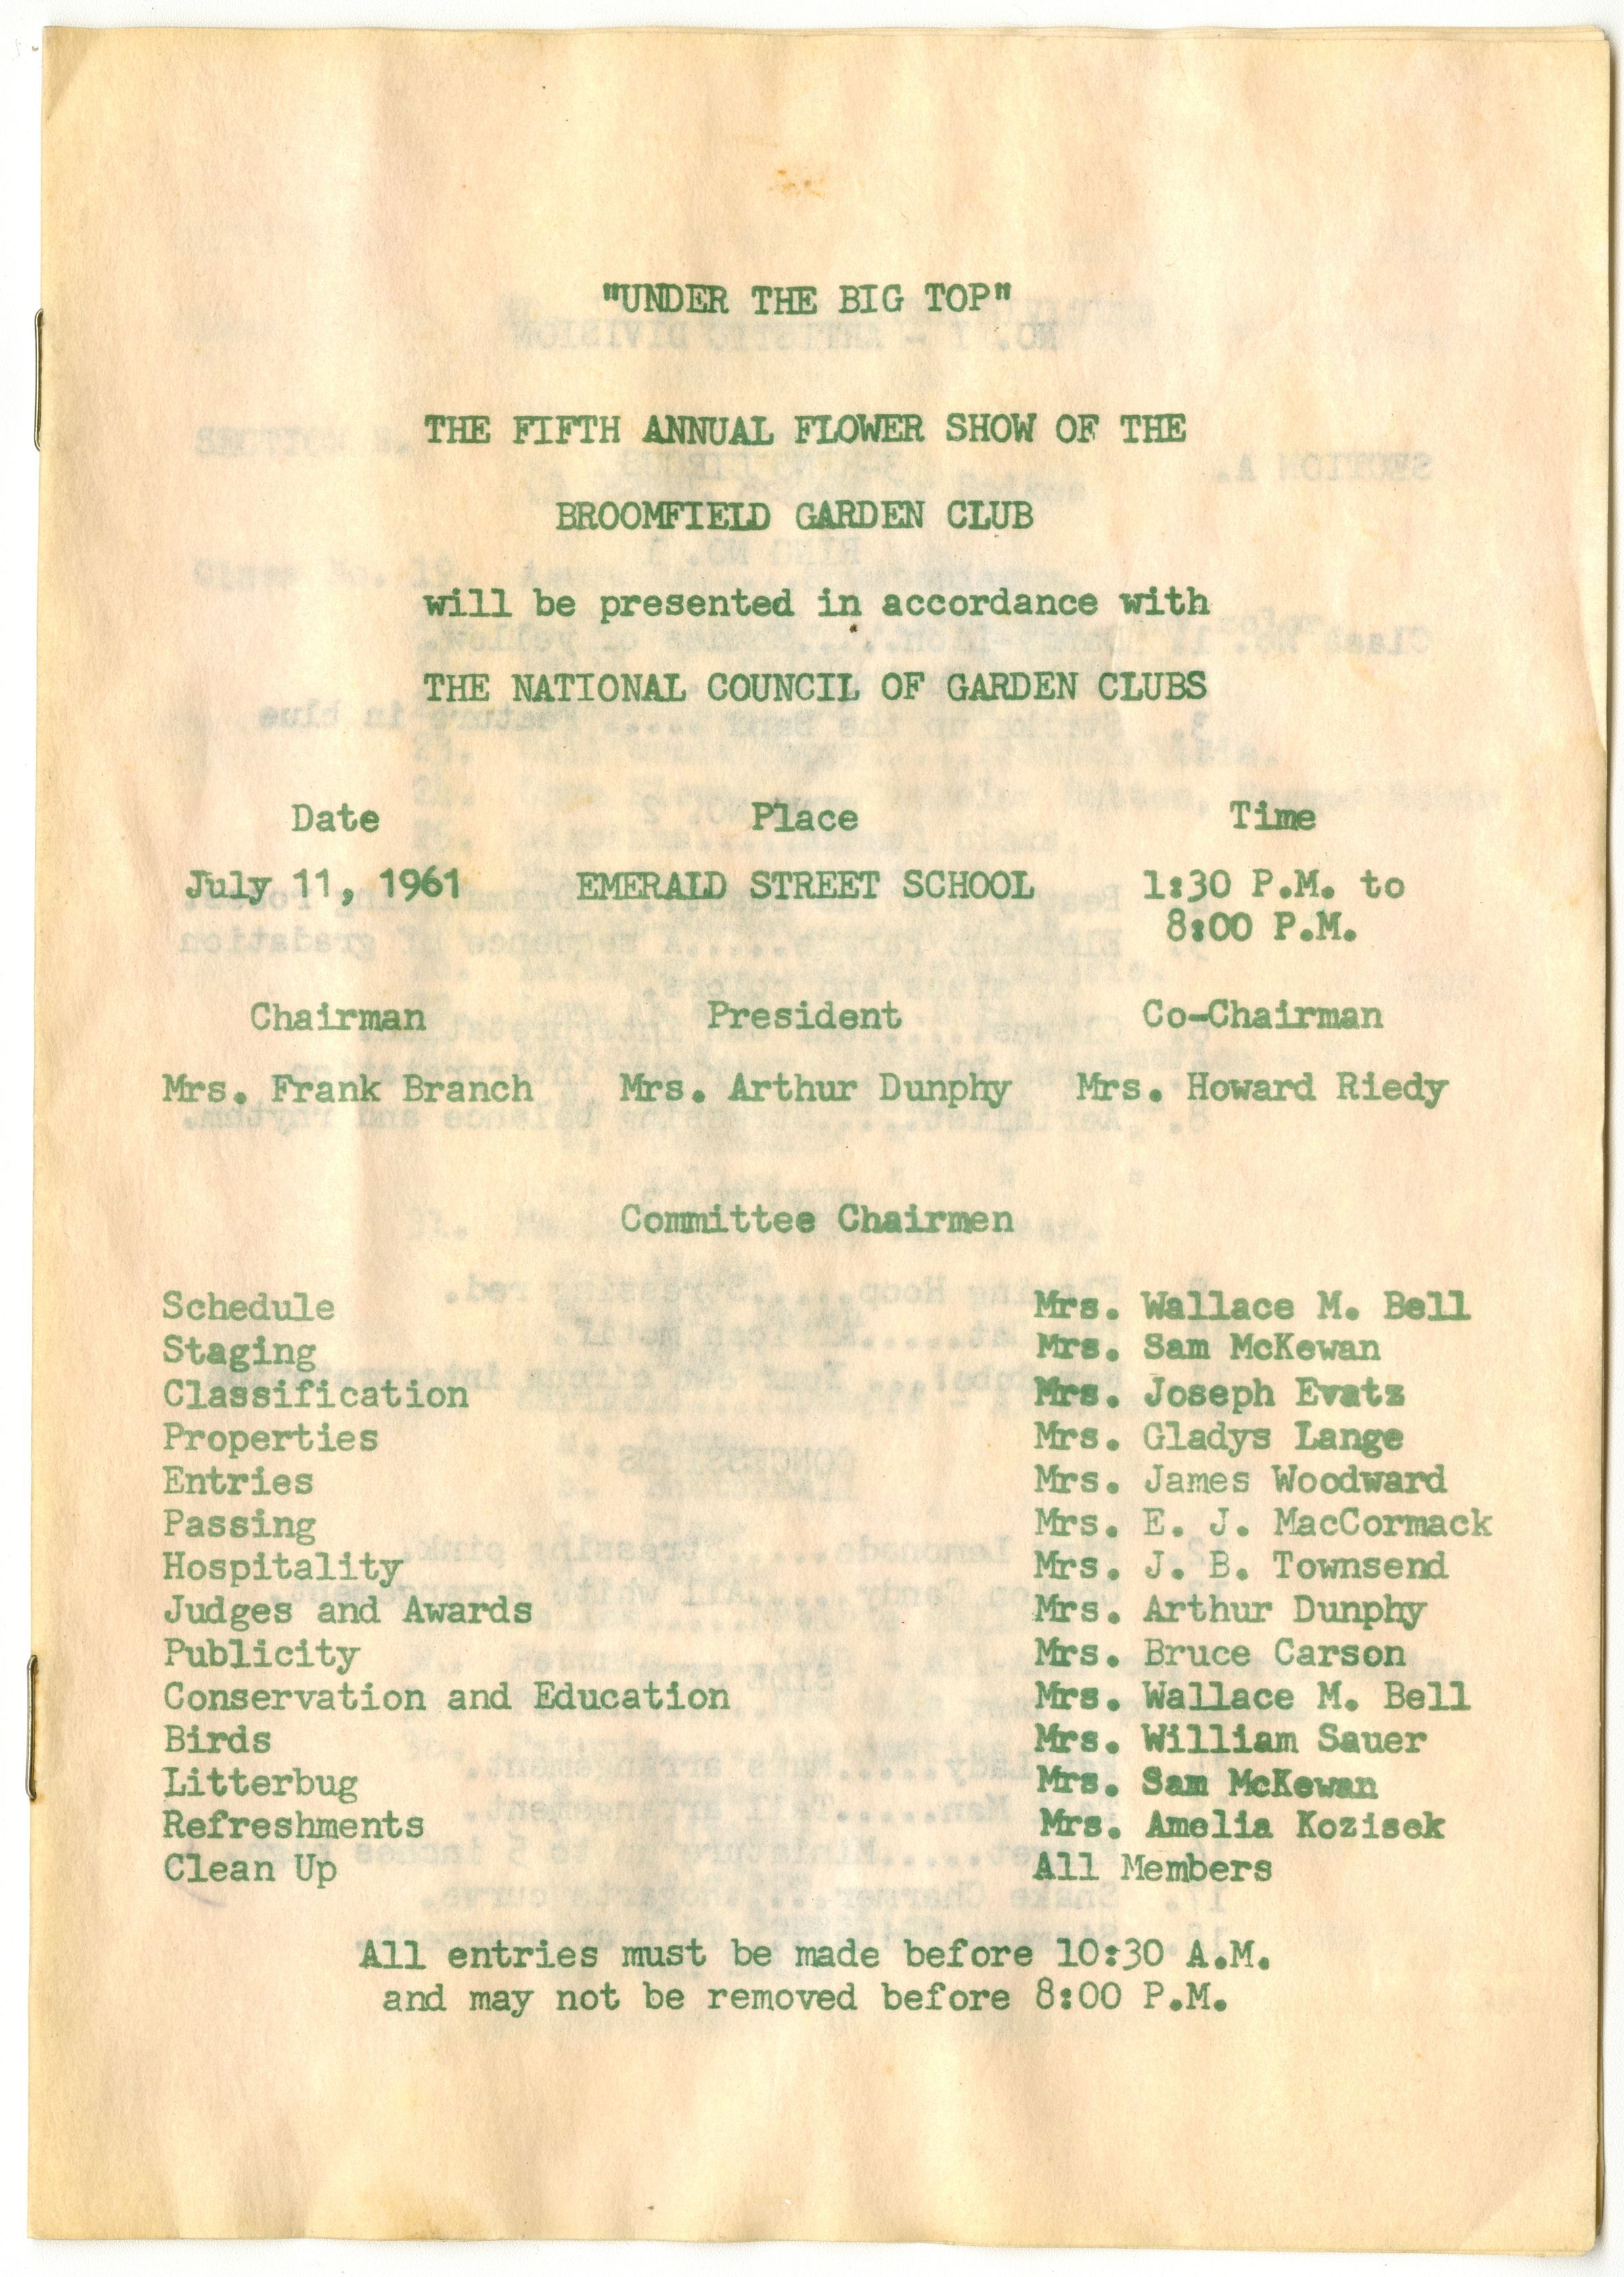 "UNDER THE BIG TOP"
THE FIFTH ANNUAL FLOWER SHOW OF THE
BROOMFIELD GARDEN CLUB
will be presented in accordance with
THE NATIONAL COUNCIL OF GARDEN CLUBS
Date Place Time
July 11, 1961 EMERALD STREET SCHOOL 1:30 P.M. to
8:00 P.M.
Chairman President Co-Chairman
Mrs. Frank Branch Mrs. Arthur Dunphy Mrs. Howard Riedy
Committee Chairmen
Schedule Mrs. Wallace M. Bell
Staging Mrs. Sam McKewan
Classification Mrs. Joseph Evatz
Properties Mrs. Gladys Lange
Entries Mrs. James Woodward
Passing Mrs. E. J. MacCormack
Hospitality Mrs. J. B. Townsend
Judges and Awards Mrs. Arthur Dunphy
Publicity Mrs. Bruce Carson
Conservation and Education Mrs. Wallace M. Bell
Birds Mrs. William Sauer
Litterbug Mrs. Sam McKewan
Refreshments Mrs. Amelia Kozisek
Clean Up All Members
All entries must be made before 10:30 A.M.
and may not be removed before 8:00 P.M.